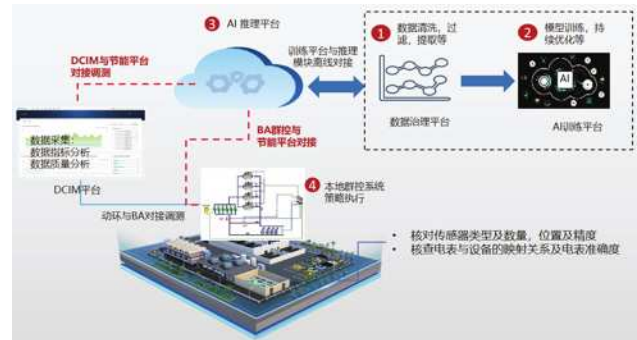 3 AI 推理平台
DCIM与节能平台
对接调测
训练平台与推理
模块离线对接
1 数据清洗，过
滤，提取等
2 模型训练，持
续优化等
AI
数据治理平台
AI训练平台
数据采集：
数据指标分析
数据质量分析
DCIM平台
BA群控与
节能平台对接
4 本地群控系统
策略执行
动环与BA对接调测
• 核对传感器类型及数量，位置及精度
• 核查电表与设备的映射关系及电表准确度